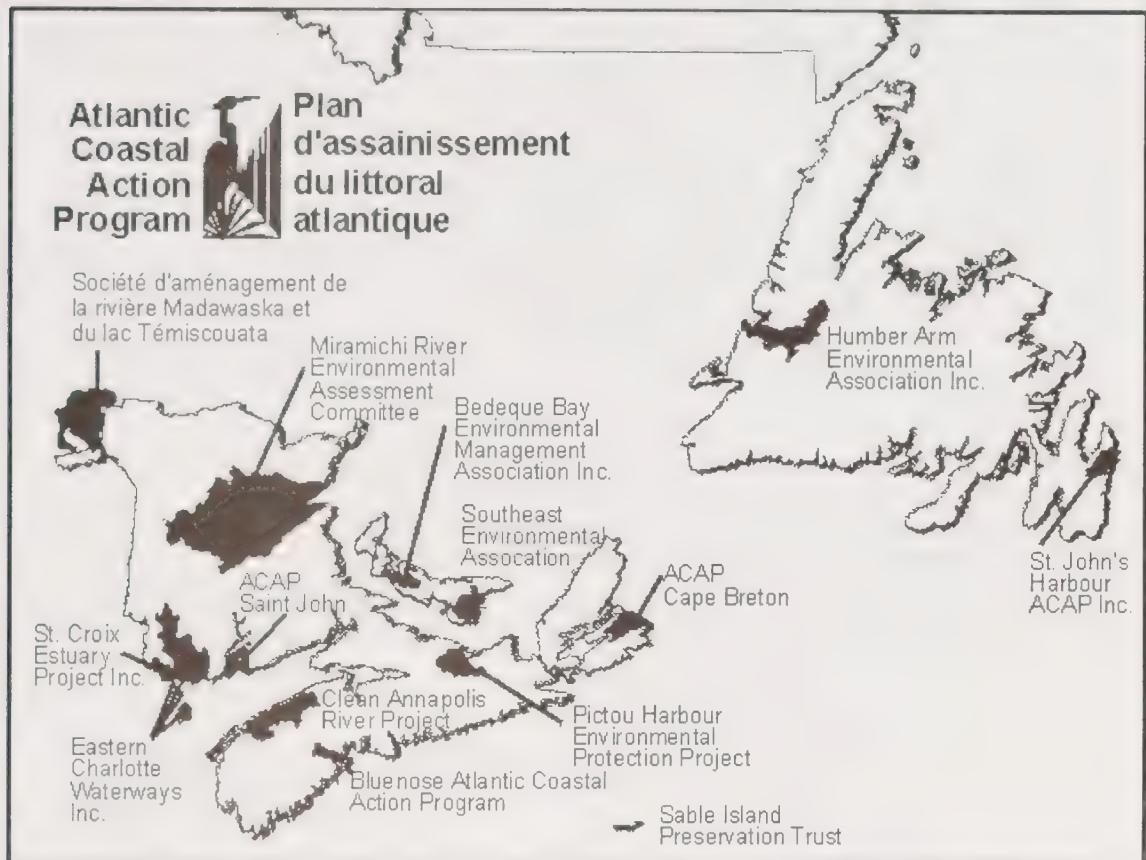 Atlantic
Coastal
Action
Program
Plan
d'assainissement
du littoral
atlantique
Société d'aménagement de
la rivière Madawaska et
du lac Témiscouata
Miramichi River
Environmental
Assessment
Committee
Bedeque Bay
Environmental
Management
Association Inc.
Southeast
Environmental
Assocation
Humber Arm
Environmental
Association Inc.
St. John's
Harbour
ACAP Inc.
ACAP
Cape Breton
ACAP
Saint John
St. Croix
Estuary
Project Inc.
Eastern
Charlotte
Waterways
Inc.
Clean Annapolis
River Project
Bluenose Atlantic Coastal
Action Program
Pictou Harbour
Environmental
Protection Project
Sable Island
Preservation Trust